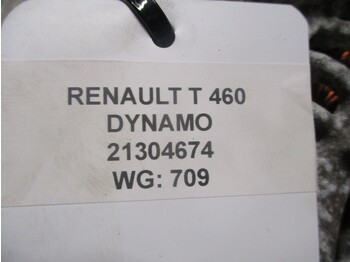 RENAULT T 460
DYNAMO
21304674
WG: 709